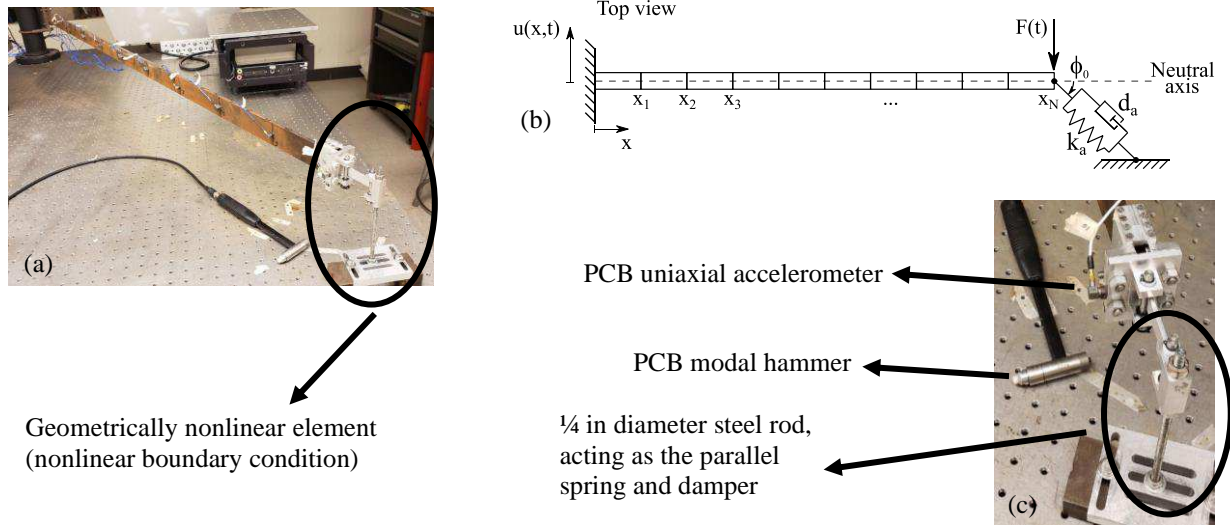 Top view
u(x,t)
F(t)
ϕ₀
Neutral
axis
x₁ x₂ x₃ ... x_N
dₐ
kₐ
x
(b)
(a)
PCB uniaxial accelerometer
PCB modal hammer
¼ in diameter steel rod,
acting as the parallel
spring and damper
(c)
Geometrically nonlinear element
(nonlinear boundary condition)